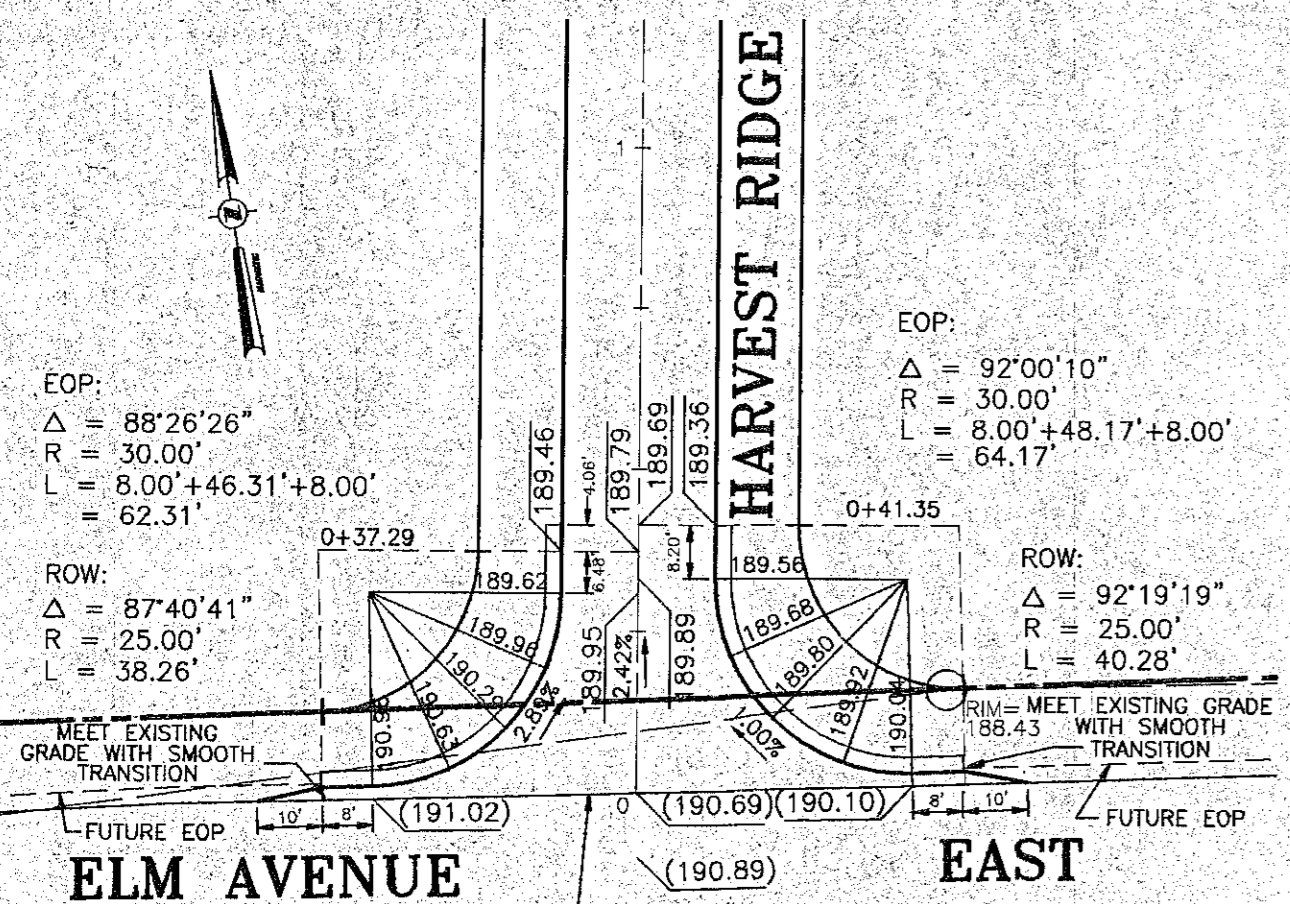 HARVEST RIDGE
1
EOP:
Δ = 88°26'26"
R = 30.00'
L = 8.00'+46.31'+8.00'
= 62.31'
ROW:
Δ = 87°40'41"
R = 25.00'
L = 38.26'
EOP:
Δ = 92°00'10"
R = 30.00'
L = 8.00'+48.17'+8.00'
= 64.17'
ROW:
Δ = 92°19'19"
R = 25.00'
L = 40.28'
189.46
4.06'
189.79
189.69
189.36
0+37.29
0+41.35
6.48'
8.20'
189.62
189.56
189.96
190.29
190.63
2.89%
189.95
2.42%
189.89
189.68
189.80
189.92
190.04
1.00%
RIM=
188.43
MEET EXISTING
GRADE WITH SMOOTH
TRANSITION
MEET EXISTING GRADE
WITH SMOOTH
TRANSITION
10'
8'
(191.02)
0
(190.69)
(190.10)
8'
10'
FUTURE EOP
FUTURE EOP
(190.89)
ELM AVENUE
EAST